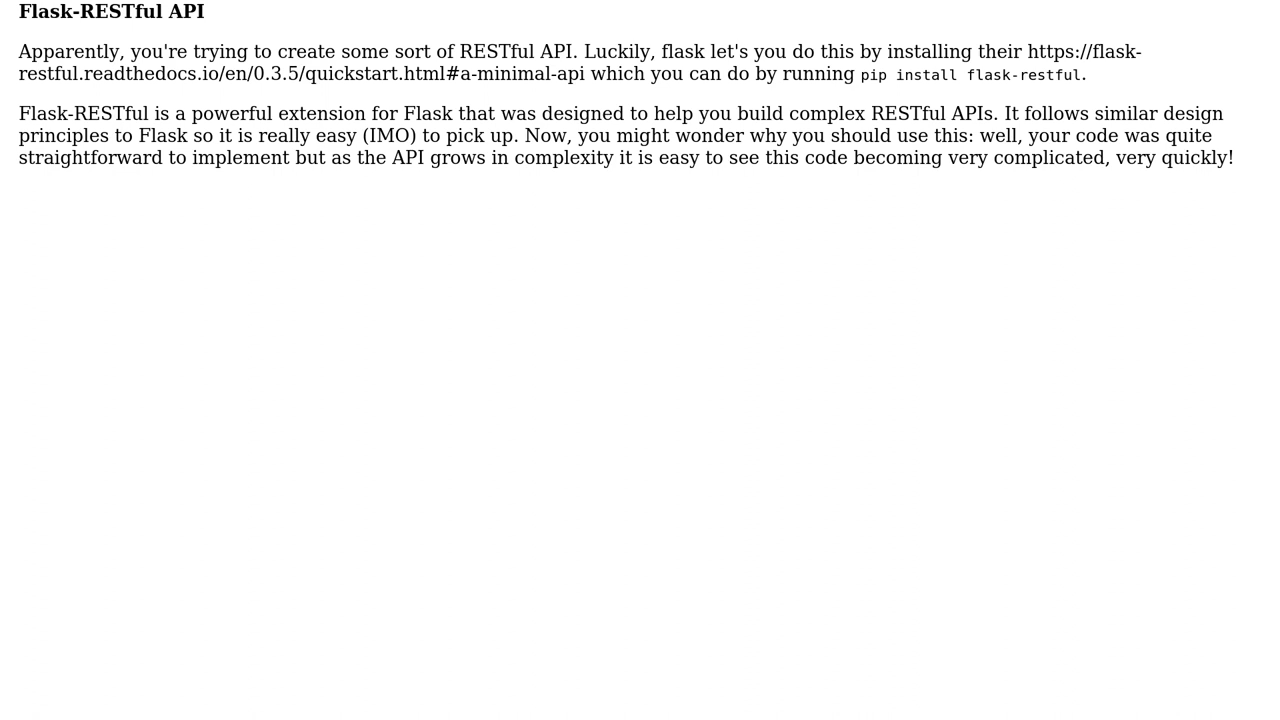 Flask-RESTful API
Apparently, you're trying to create some sort of RESTful API. Luckily, flask let's you do this by installing their https://flask-
restful.readthedocs.io/en/0.3.5/quickstart.html#a-minimal-api which you can do by running pip install flask-restful.
Flask-RESTful is a powerful extension for Flask that was designed to help you build complex RESTful APIs. It follows similar design
principles to Flask so it is really easy (IMO) to pick up. Now, you might wonder why you should use this: well, your code was quite
straightforward to implement but as the API grows in complexity it is easy to see this code becoming very complicated, very quickly!